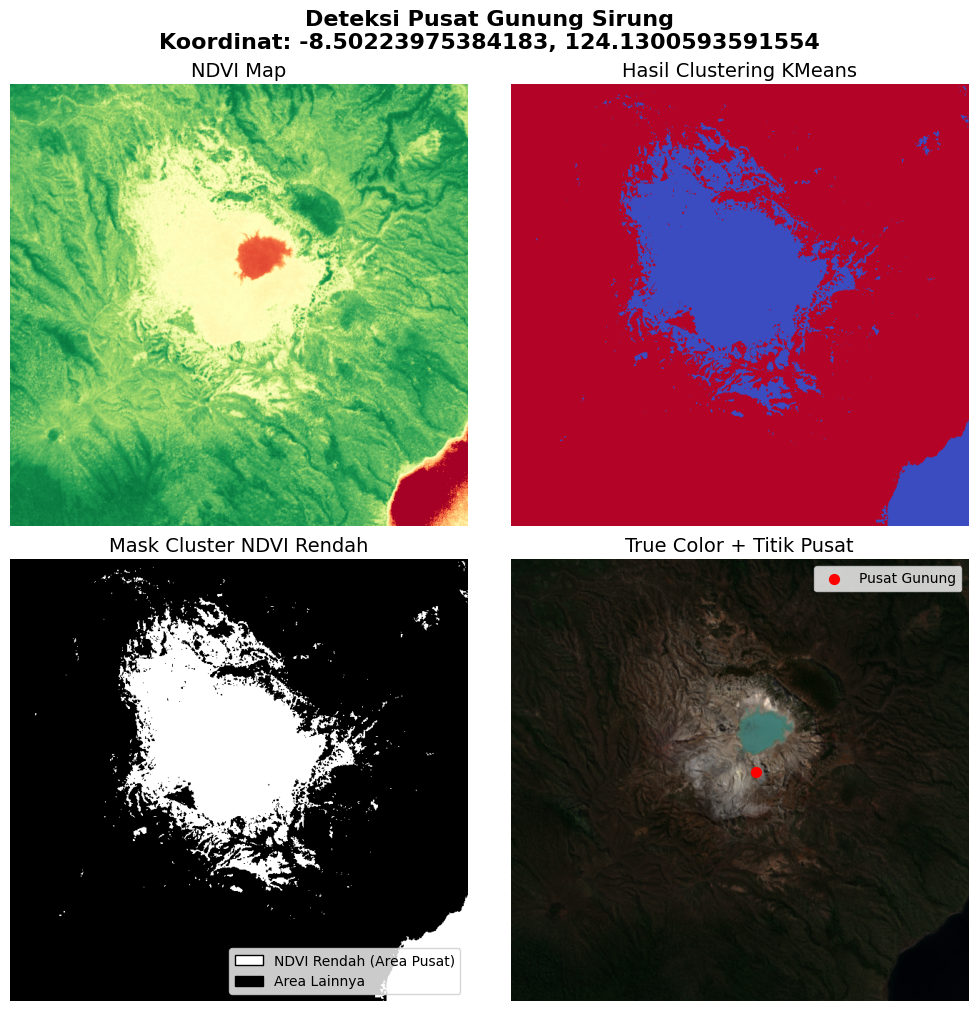 Deteksi Pusat Gunung Sirung
Koordinat: -8.50223975384183, 124.1300593591554
NDVI Map
Hasil Clustering KMeans
Mask Cluster NDVI Rendah
True Color + Titik Pusat
Pusat Gunung
NDVI Rendah (Area Pusat)
Area Lainnya